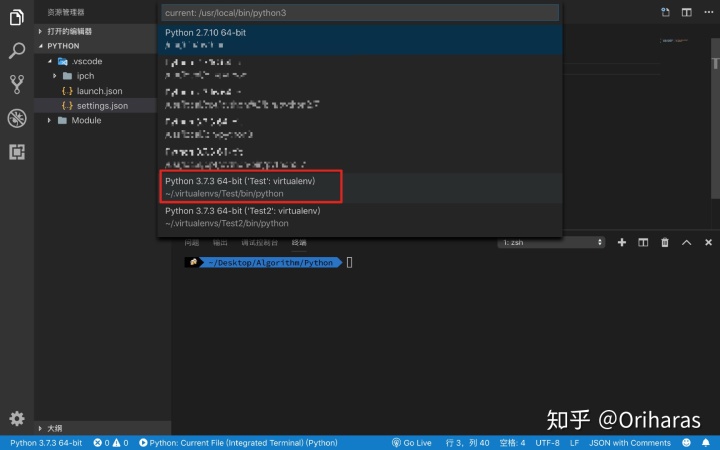 资源管理器
current: /usr/local/bin/python3
打开的编辑器
PYTHON
.vscode
ipch
launch.json
settings.json
Module
Python 2.7.10 64-bit
Python 3.7.3 64-bit ('Test': virtualenv)
~/.virtualenvs/Test/bin/python
Python 3.7.3 64-bit ('Test2': virtualenv)
~/.virtualenvs/Test2/bin/python
问题 输出 调试控制台 终端
1: zsh
~/Desktop/Algorithm/Python
大纲
知乎 @Oriharas
Python 3.7.3 64-bit 0 0 Python: Current File (Integrated Terminal) (Python) Go Live 行 3，列 40 空格: 4 UTF-8 LF JSON with Comments